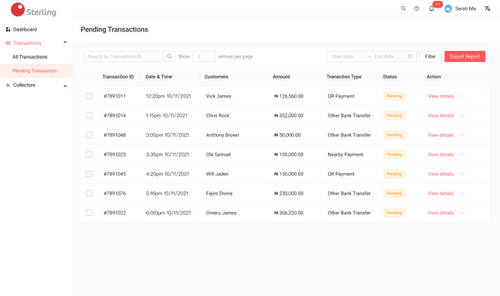 Sterling
Serati Ma
Dashboard
Transactions
All Transactions
Pending Transaction
Collectors
Pending Transactions
Search by Transaction ID
Show
entries per page
Start date → End date
Filter
Export Report
Transaction ID Date & Time Customers Amount Tranaction Type Status Action
#7891011 12:20pm 10/11/2021 Vick James ₦ 126,560.00 QR Payment Pending View details
#7891014 1:15pm 10/11/2021 Chris Rock ₦ 352,000.00 Other Bank Transfer Pending View details
#7891048 3:00pm 10/11/2021 Anthony Brown ₦ 50,000.00 Other Bank Transfer Pending View details
#7891023 3:35pm 10/11/2021 Ola Samuel ₦ 100,000.00 Nearby Payment Pending View details
#7891045 4:20pm 10/11/2021 Will Jaden ₦ 130,000.00 QR Payment Pending View details
#7891076 5:16pm 10/11/2021 Fejiro Divine ₦ 230,000.00 Other Bank Transfer Pending View details
#7891022 6:00pm 10/11/2021 Omeru James ₦ 306,220.00 Other Bank Transfer Pending View details